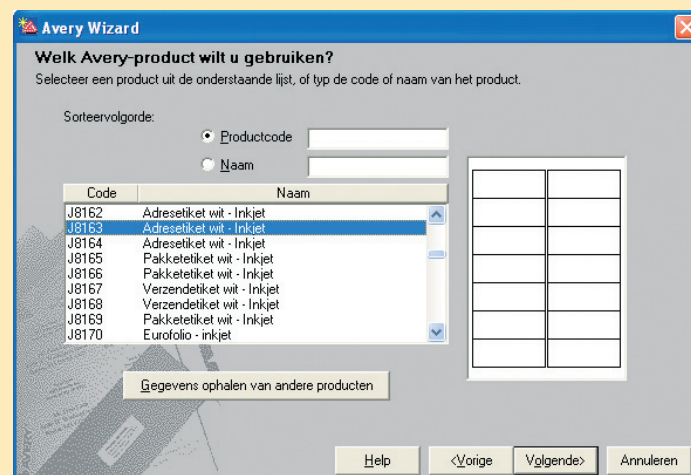 Avery Wizard
Welk Avery-product wilt u gebruiken?
Selecteer een product uit de onderstaande lijst, of typ de code of naam van het product.
Sorteervolgorde:
Productcode
Naam
Code Naam
J8162 Adresetiket wit - Inkjet
J8163 Adresetiket wit - Inkjet
J8164 Adresetiket wit - Inkjet
J8165 Pakketetiket wit - Inkjet
J8166 Pakketetiket wit - Inkjet
J8167 Verzendetiket wit - Inkjet
J8168 Verzendetiket wit - Inkjet
J8169 Pakketetiket wit - Inkjet
J8170 Eurofolio - inkjet
Gegevens ophalen van andere producten
AVERY
Help <Vorige Volgende> Annuleren